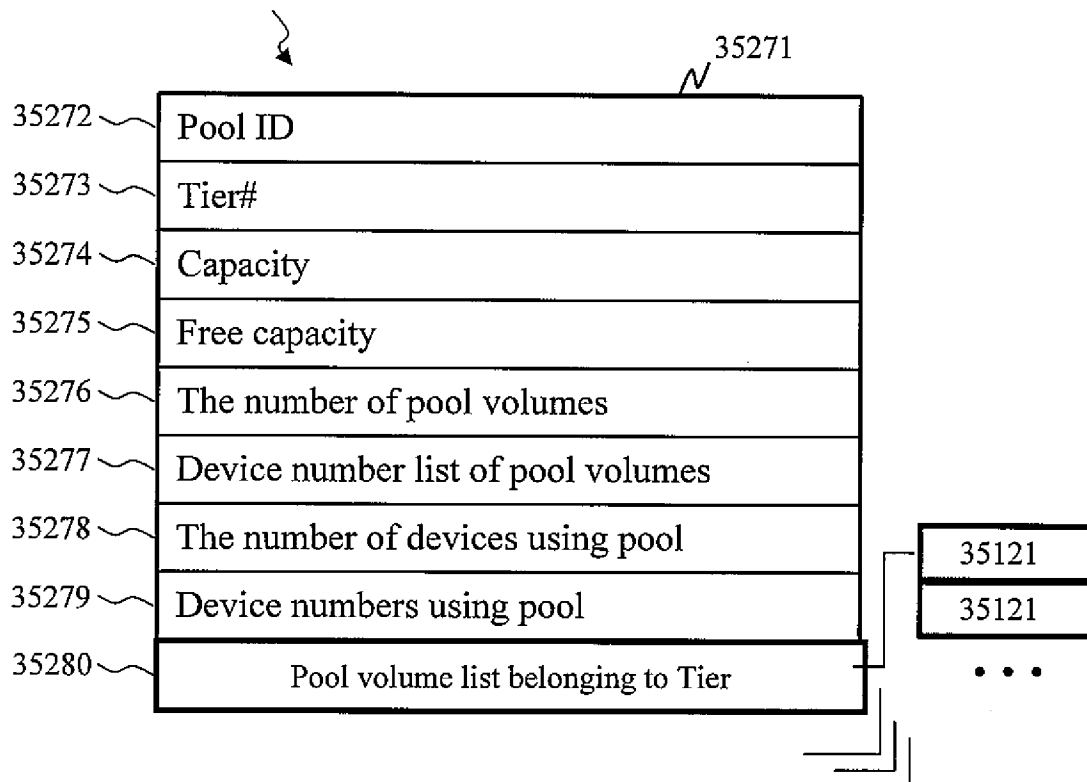 35271
35272 Pool ID
35273 Tier#
35274 Capacity
35275 Free capacity
35276 The number of pool volumes
35277 Device number list of pool volumes
35278 The number of devices using pool
35279 Device numbers using pool
35280 Pool volume list belonging to Tier
35121
35121
• • •